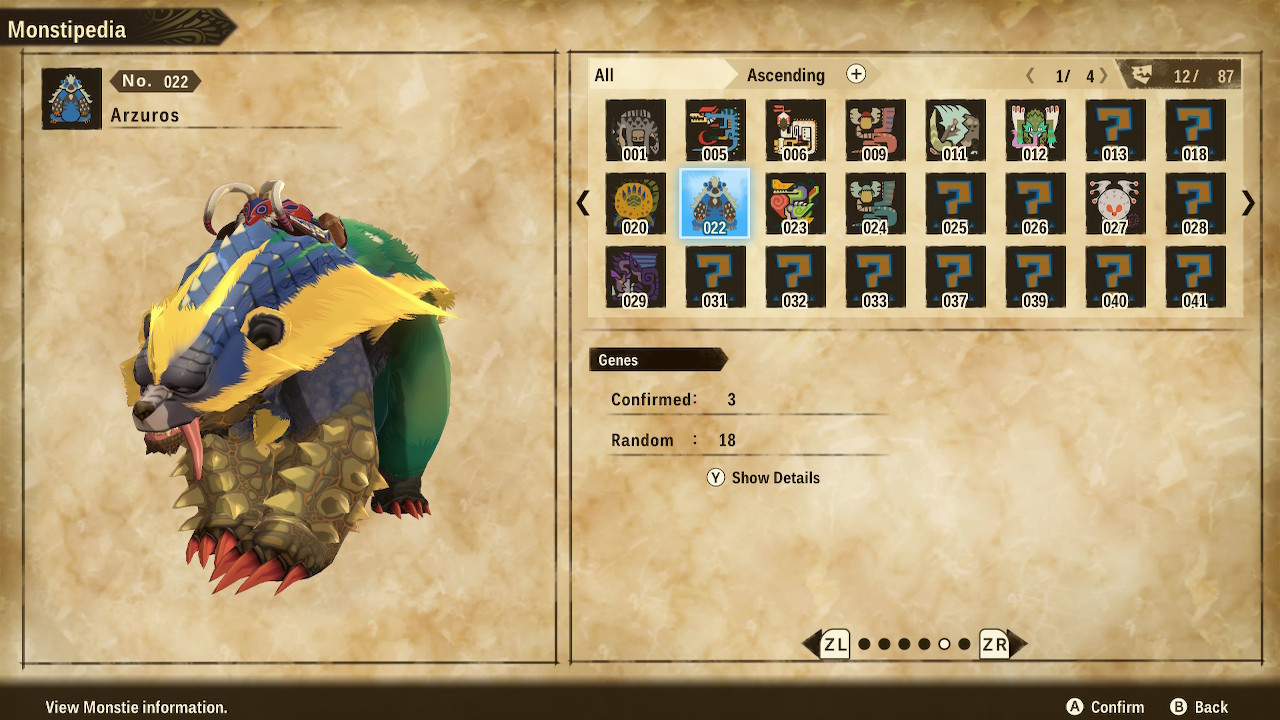 Monstipedia
No. 022
Arzuros
All
Ascending
1/ 4
12/ 87
001 005 006 009 011 012 013 018
020 022 023 024 025 026 027 028
029 031 032 033 037 039 040 041
Genes
Confirmed: 3
Random : 18
Y Show Details
ZL ZR
View Monstie information.
A Confirm B Back